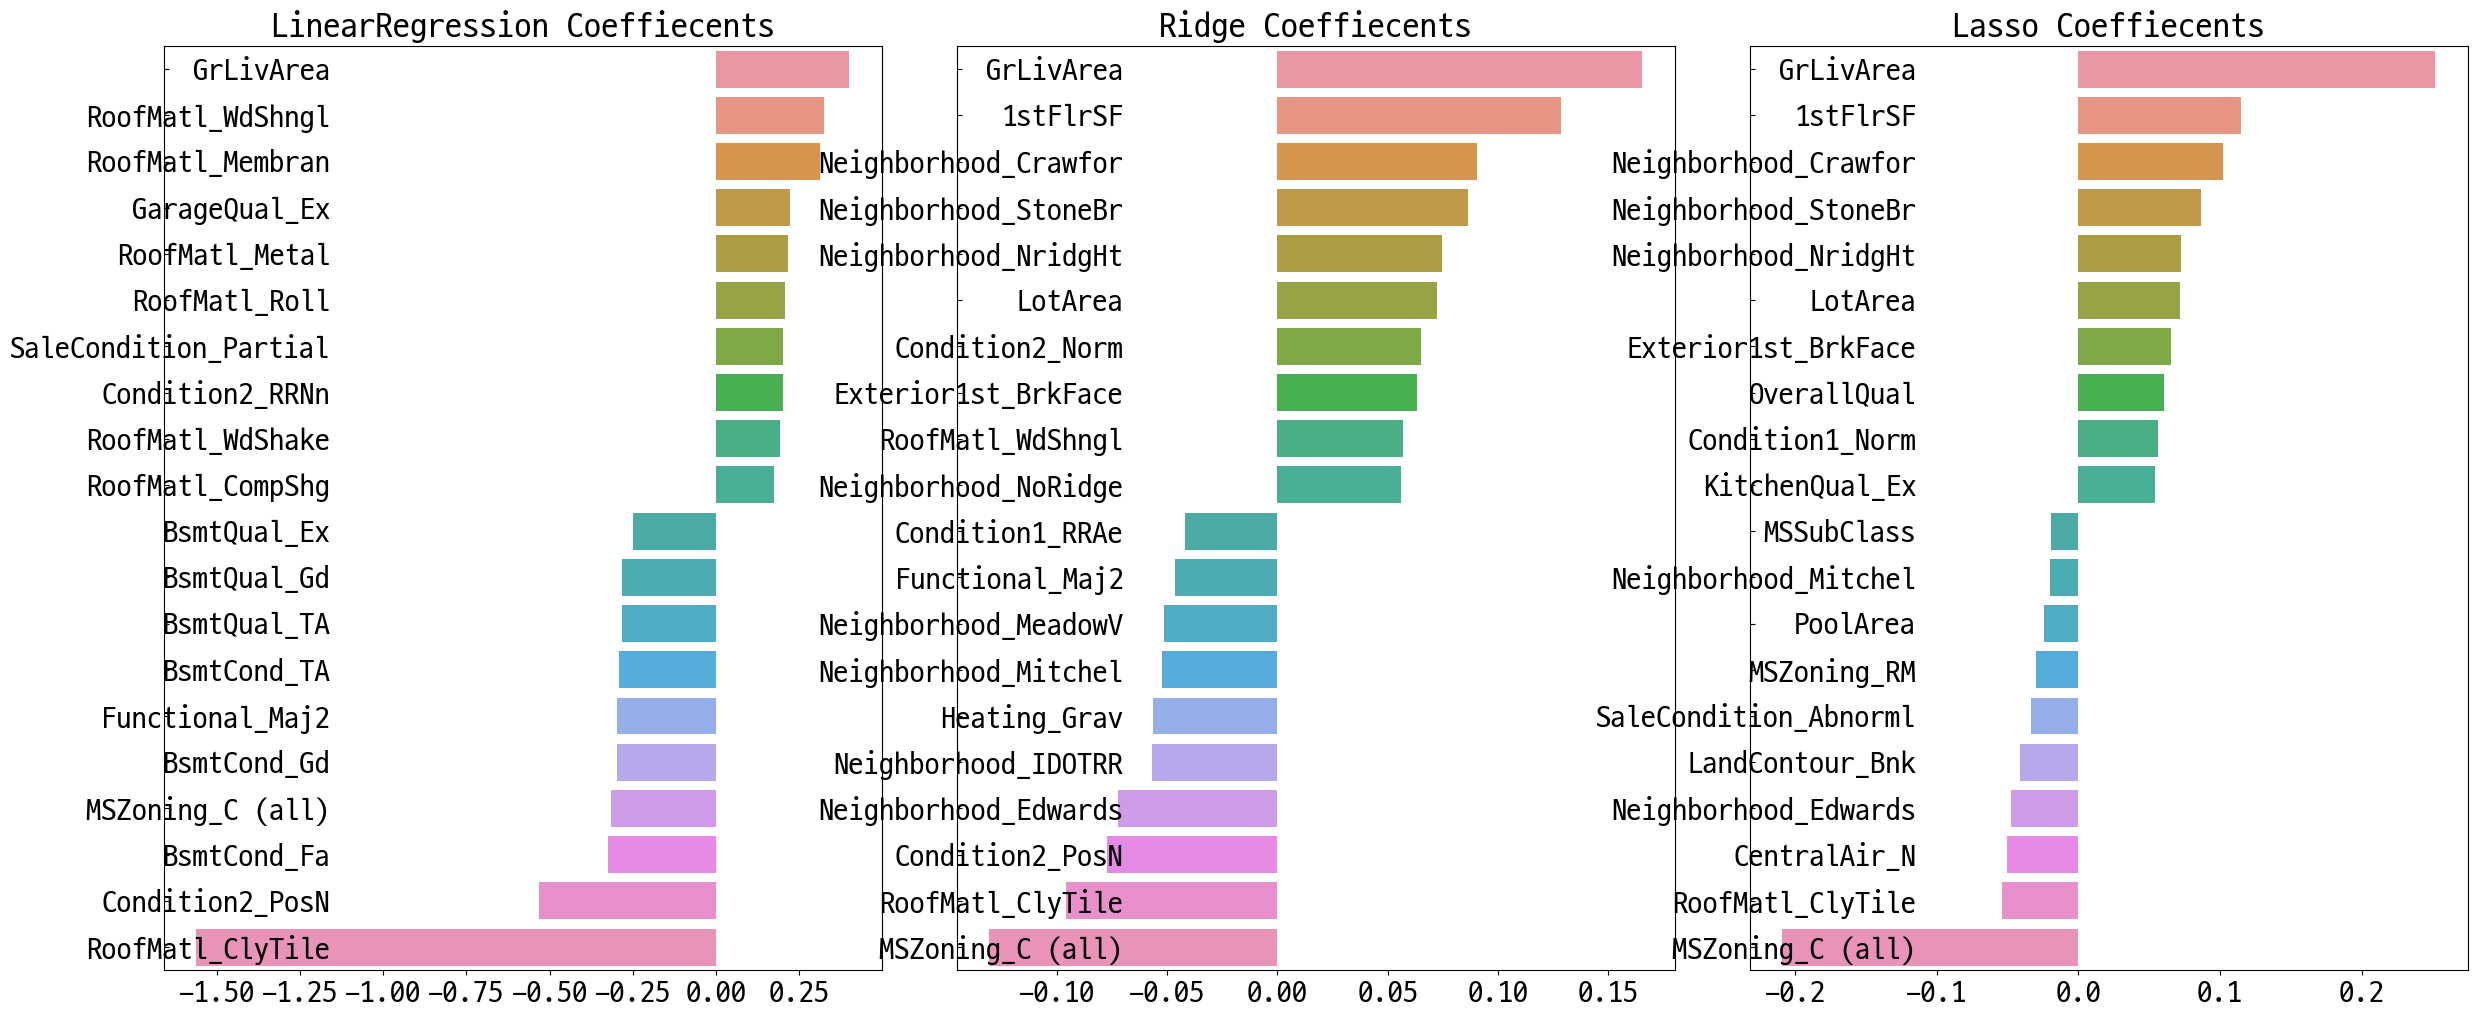 LinearRegression Coeffiecents
GrLivArea
RoofMatl_WdShngl
RoofMatl_Membran
GarageQual_Ex
RoofMatl_Metal
RoofMatl_Roll
SaleCondition_Partial
Condition2_RRNn
RoofMatl_WdShake
RoofMatl_CompShg
BsmtQual_Ex
BsmtQual_Gd
BsmtQual_TA
BsmtCond_TA
Functional_Maj2
BsmtCond_Gd
MSZoning_C (all)
BsmtCond_Fa
Condition2_PosN
RoofMatl_ClyTile
−1.50 −1.25 −1.00 −0.75 −0.50 −0.25 0.00 0.25
Ridge Coeffiecents
GrLivArea
1stFlrSF
Neighborhood_Crawfor
Neighborhood_StoneBr
Neighborhood_NridgHt
LotArea
Condition2_Norm
Exterior1st_BrkFace
RoofMatl_WdShngl
Neighborhood_NoRidge
Condition1_RRAe
Functional_Maj2
Neighborhood_MeadowV
Neighborhood_Mitchel
Heating_Grav
Neighborhood_IDOTRR
Neighborhood_Edwards
Condition2_PosN
RoofMatl_ClyTile
MSZoning_C (all)
−0.10 −0.05 0.00 0.05 0.10 0.15
Lasso Coeffiecents
GrLivArea
1stFlrSF
Neighborhood_Crawfor
Neighborhood_StoneBr
Neighborhood_NridgHt
LotArea
Exterior1st_BrkFace
OverallQual
Condition1_Norm
KitchenQual_Ex
MSSubClass
Neighborhood_Mitchel
PoolArea
MSZoning_RM
SaleCondition_Abnorml
LandContour_Bnk
Neighborhood_Edwards
CentralAir_N
RoofMatl_ClyTile
MSZoning_C (all)
−0.2 −0.1 0.0 0.1 0.2